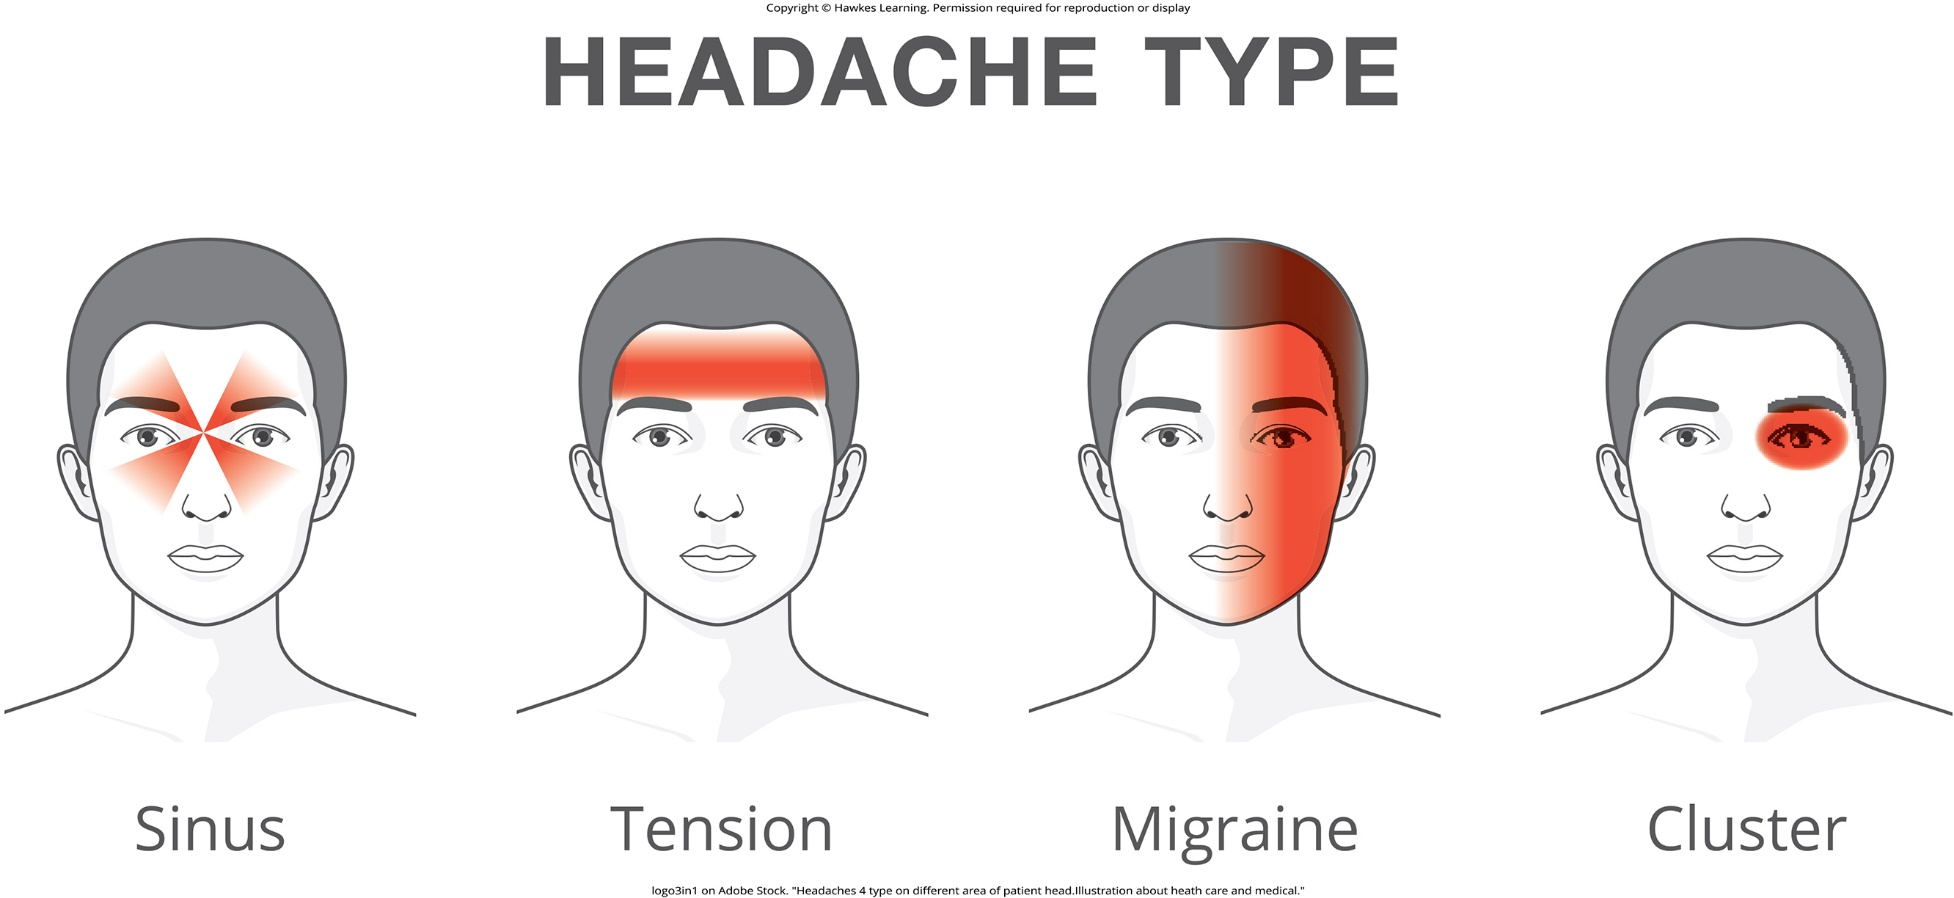 Copyright © Hawkes Learning. Permission required for reproduction or display
HEADACHE TYPE
Sinus
Tension
Migraine
Cluster
logo3in1 on Adobe Stock. "Headaches 4 type on different area of patient head.Illustration about heath care and medical."